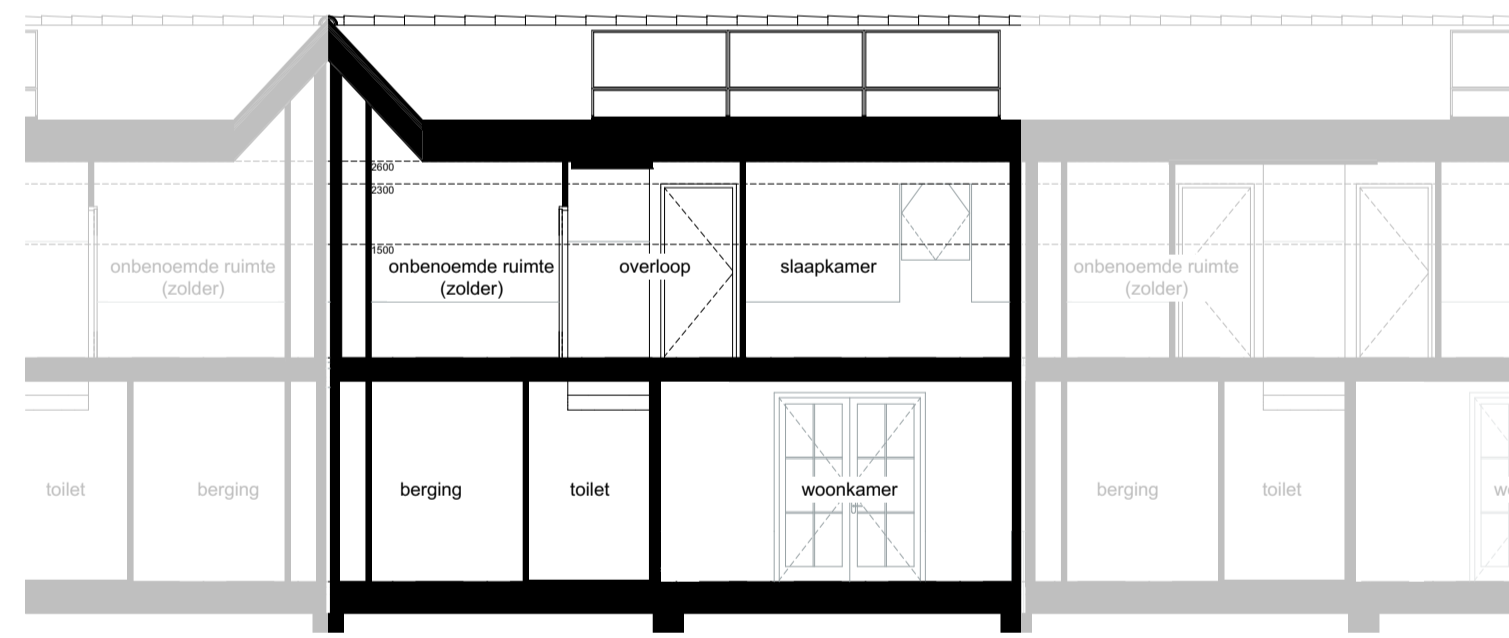 2600
2300
1500
onbenoemde ruimte
(zolder)
onbenoemde ruimte
(zolder)
overloop
slaapkamer
onbenoemde ruimte
(zolder)
toilet
berging
berging
toilet
woonkamer
berging
toilet